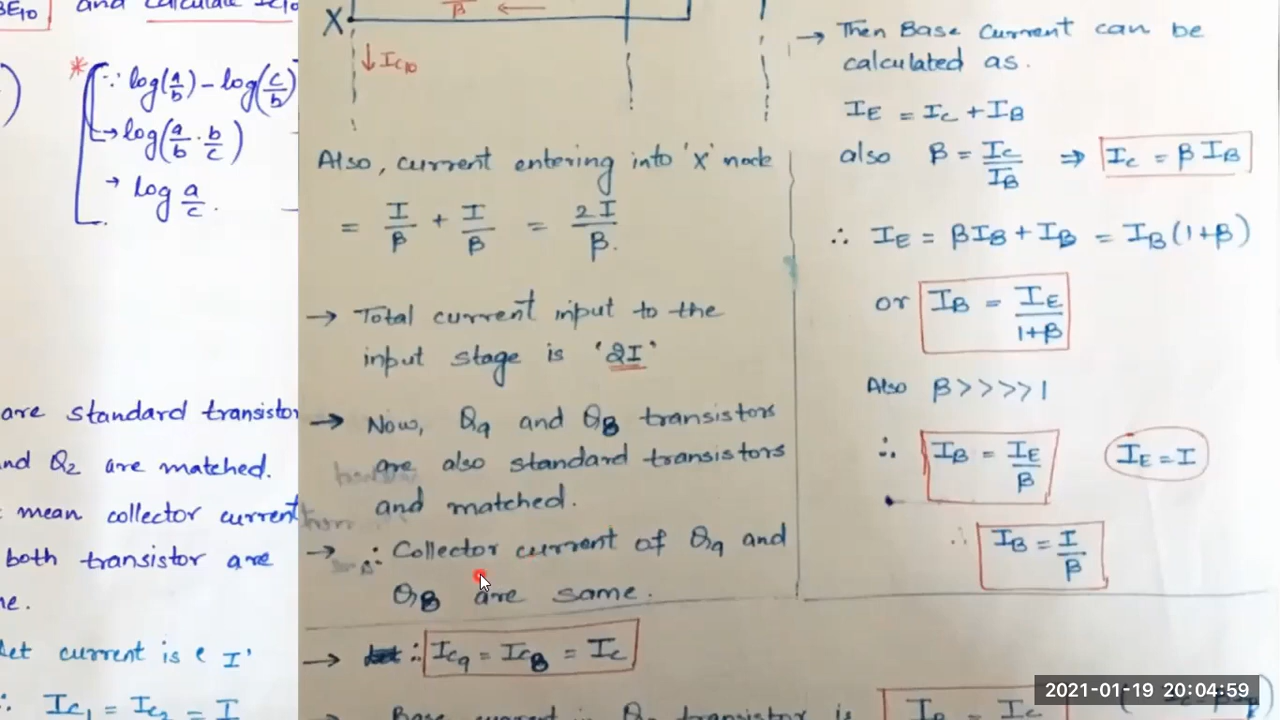 BE10 and calculate IC10
* [∵ log(a/b) - log(c/b)
→ log(a/b · b/c)
→ log a/c.
are standard transistor
and Q2 are matched.
mean collector current
both transistor are
Let current is 'I'
∴ IC1 = IC2 = I
X
β ←
↓ IC10
Also, current entering into 'X' node
= I/β + I/β = 2I/β.
→ Total current input to the
input stage is '2I'
→ Now, Q9 and Q8 transistors
are also standard transistors
and matched.
→ ∴ Collector current of Q9 and
Q8 are same.
→ ∴ IC9 = IC8 = IC
→ Then Base current can be
calculated as.
IE = IC + IB
also β = IC/IB ⇒ IC = βIB
∴ IE = βIB + IB = IB(1+β)
or IB = IE/1+β
Also β>>>>1
∴ IB = IE/β IE = I
∴ IB = I/β
2021-01-19 20:04:59